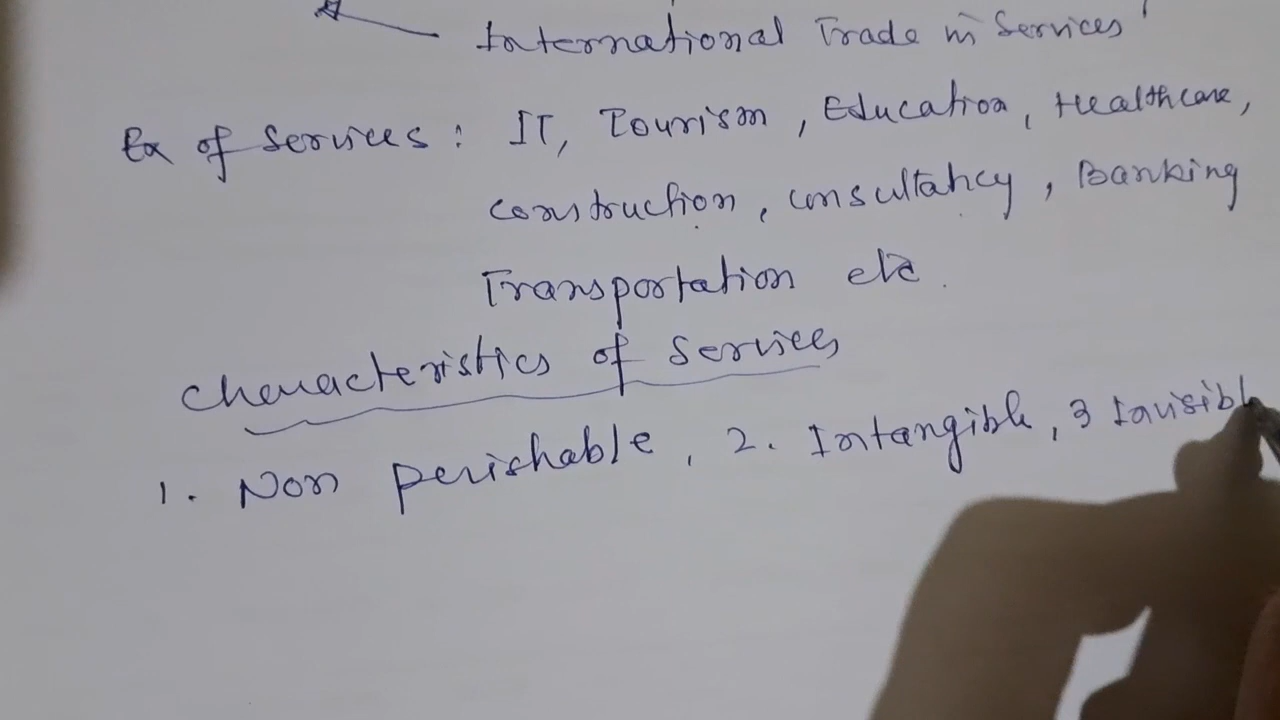 International Trade in Services
Ex of Services : IT, Tourism, Education, Healthcare,
construction, consultancy, Banking
Transportation etc.
Characteristics of Services
1. Non perishable, 2. Intangible, 3 Invisibl